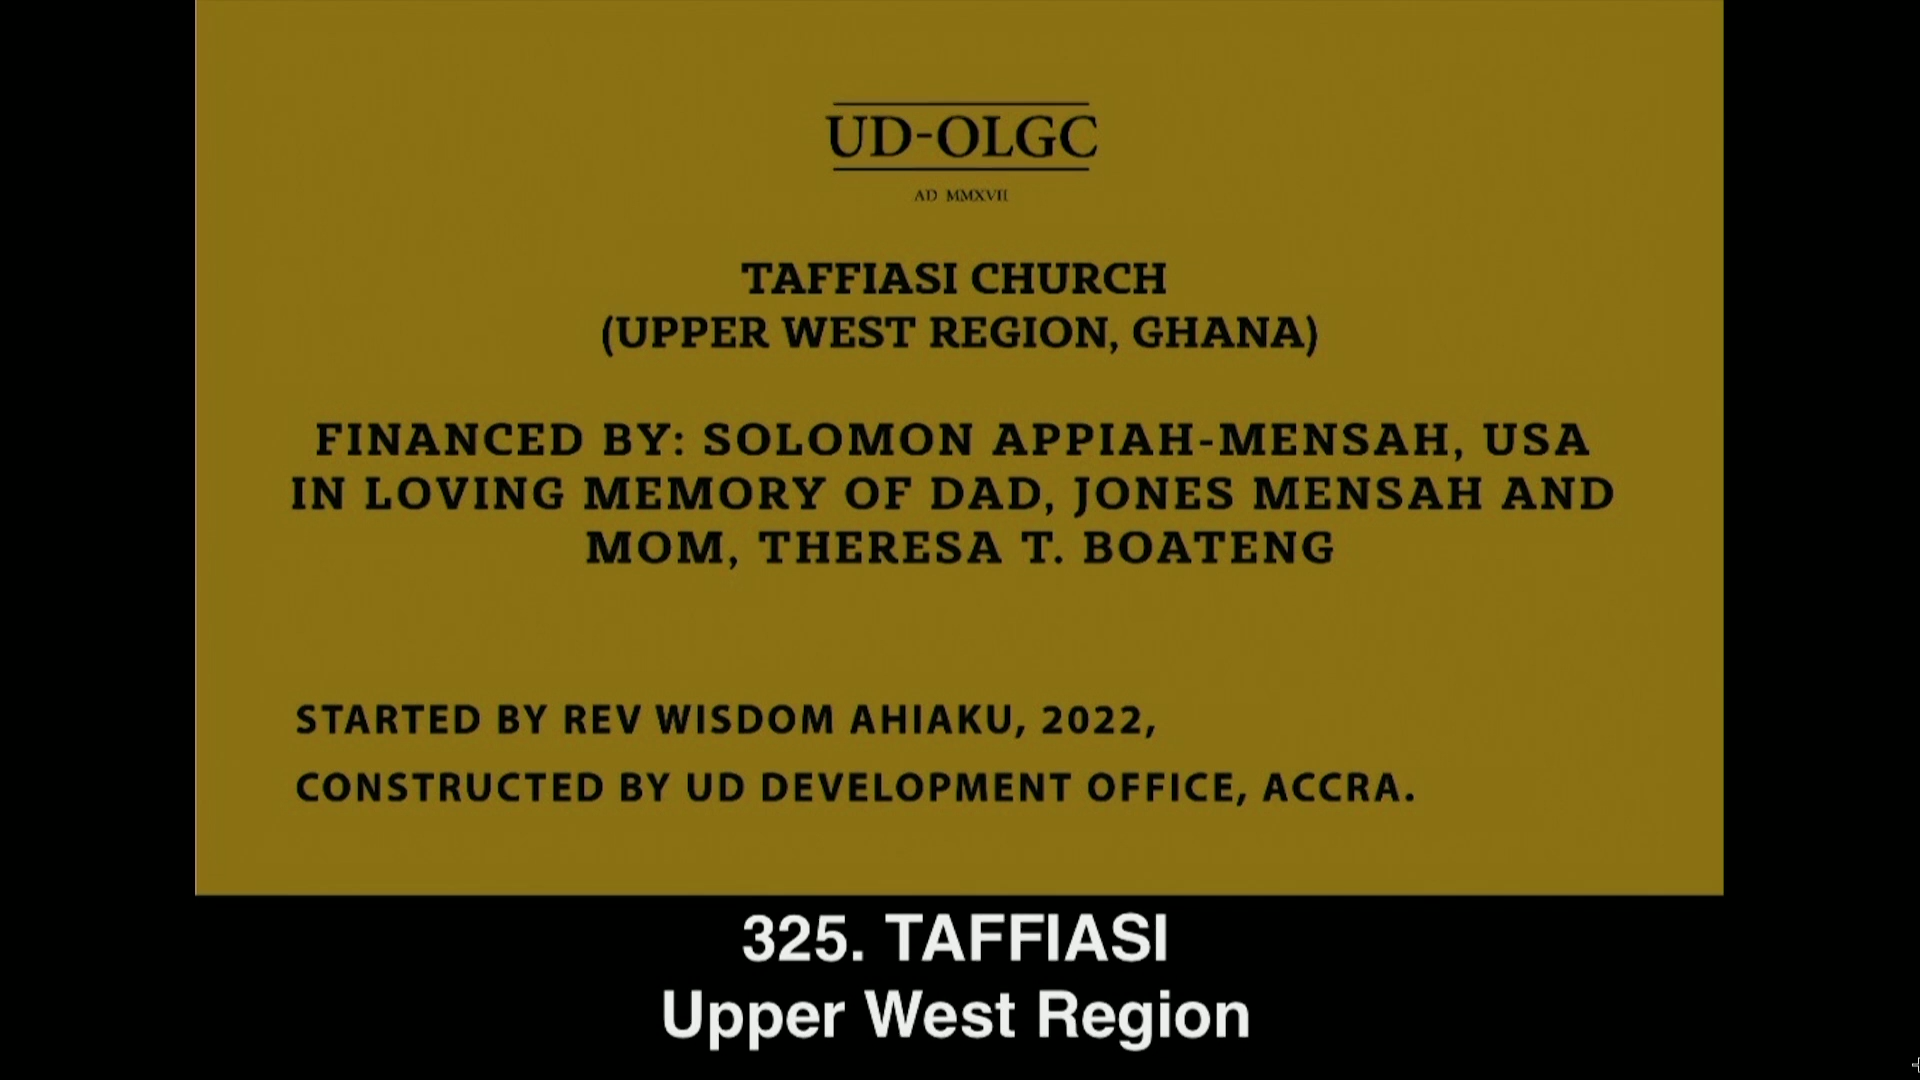 UD-OLGC
AD MMXVII
TAFFIASI CHURCH
(UPPER WEST REGION, GHANA)
FINANCED BY: SOLOMON APPIAH-MENSAH, USA
IN LOVING MEMORY OF DAD, JONES MENSAH AND
MOM, THERESA T. BOATENG
STARTED BY REV WISDOM AHIAKU, 2022,
CONSTRUCTED BY UD DEVELOPMENT OFFICE, ACCRA.
325. TAFFIASI
Upper West Region